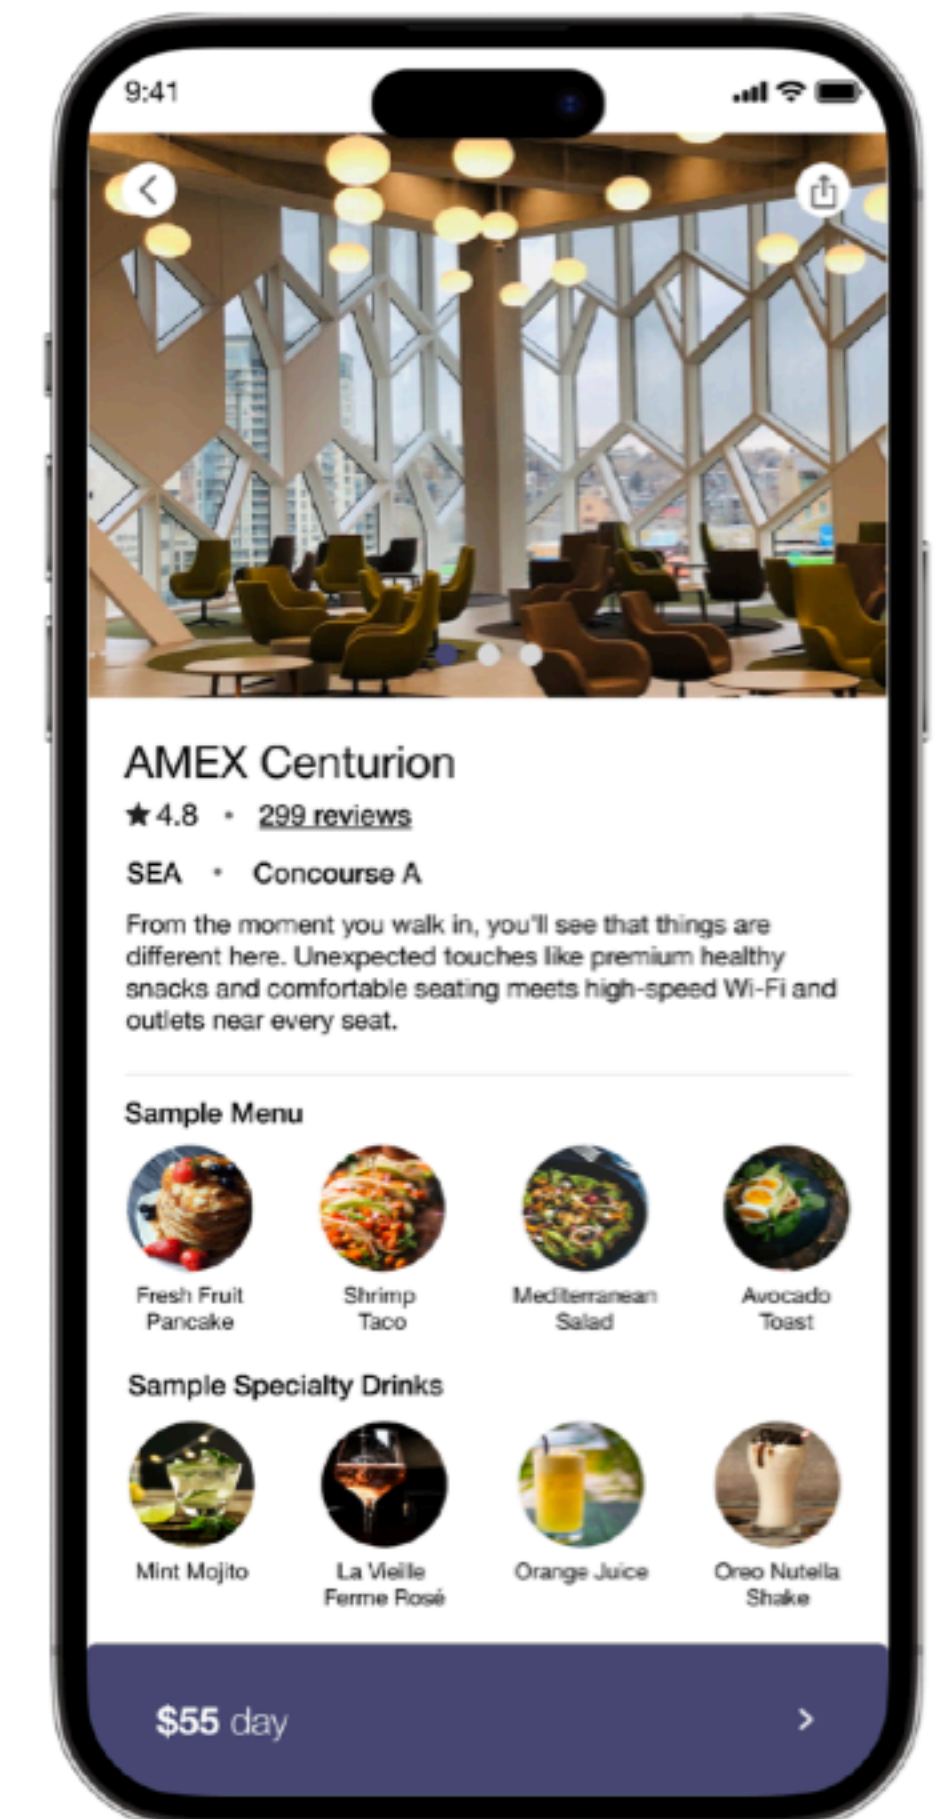 9:41
AMEX Centurion
★ 4.8 • 299 reviews
SEA • Concourse A
From the moment you walk in, you'll see that things are
different here. Unexpected touches like premium healthy
snacks and comfortable seating meets high-speed Wi-Fi and
outlets near every seat.
Sample Menu
Fresh Fruit
Pancake
Shrimp
Taco
Mediterranean
Salad
Avocado
Toast
Sample Specialty Drinks
Mint Mojito
La Vieille
Ferme Rosé
Orange Juice
Oreo Nutella
Shake
$55 day